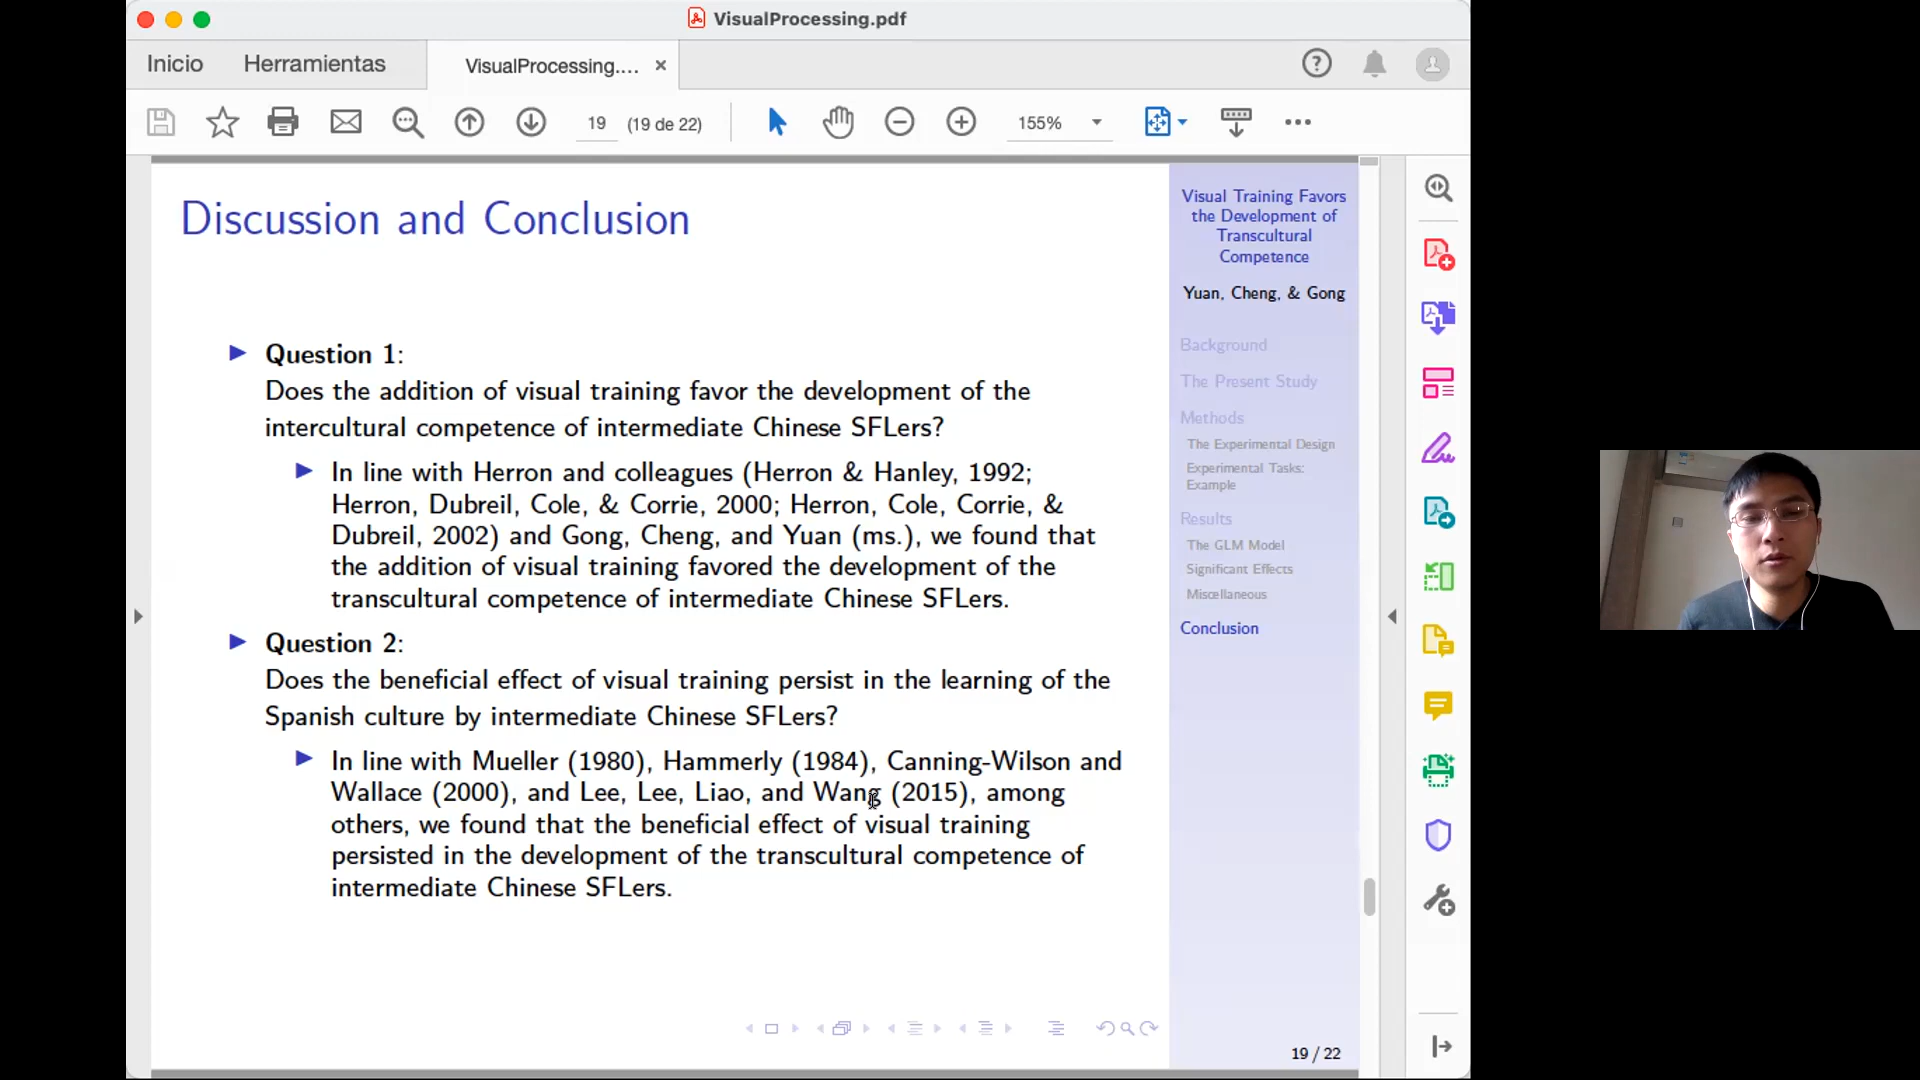 VisualProcessing.pdf
Inicio
Herramientas
VisualProcessing....
19
(19 de 22)
155%
Discussion and Conclusion
Question 1:
Does the addition of visual training favor the development of the
intercultural competence of intermediate Chinese SFLers?
In line with Herron and colleagues (Herron & Hanley, 1992;
Herron, Dubreil, Cole, & Corrie, 2000; Herron, Cole, Corrie, &
Dubreil, 2002) and Gong, Cheng, and Yuan (ms.), we found that
the addition of visual training favored the development of the
transcultural competence of intermediate Chinese SFLers.
Question 2:
Does the beneficial effect of visual training persist in the learning of the
Spanish culture by intermediate Chinese SFLers?
In line with Mueller (1980), Hammerly (1984), Canning-Wilson and
Wallace (2000), and Lee, Lee, Liao, and Wang (2015), among
others, we found that the beneficial effect of visual training
persisted in the development of the transcultural competence of
intermediate Chinese SFLers.
Visual Training Favors
the Development of
Transcultural
Competence
Yuan, Cheng, & Gong
Background
The Present Study
Methods
The Experimental Design
Experimental Tasks:
Example
Results
The GLM Model
Significant Effects
Miscellaneous
Conclusion
19 / 22